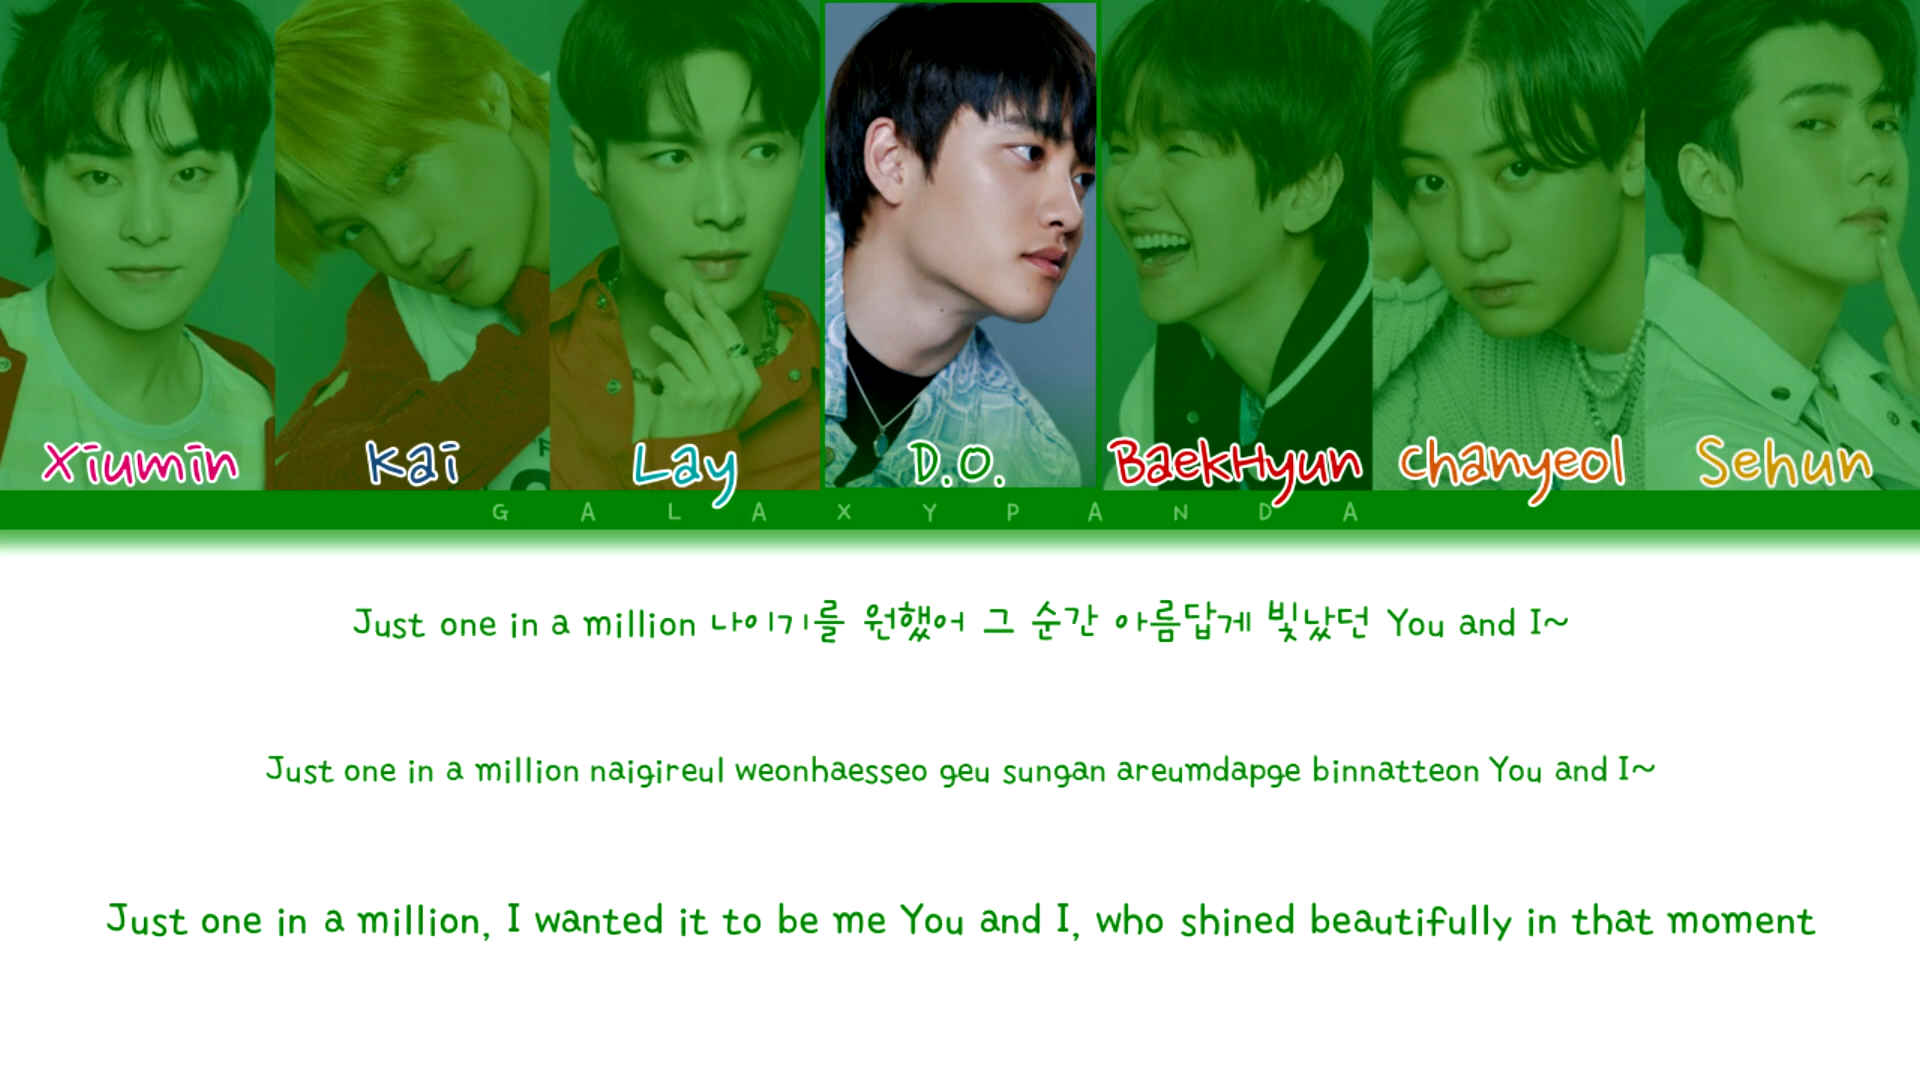 Xiumin Kai Lay D.O. BaekHyun Chanyeol Sehun
GALAXYPANDA
Just one in a million 나이기를 원했어 그 순간 아름답게 빛났던 You and I~
Just one in a million naigireul weonhaesseo geu sungan areumdapge binnatteon You and I~
Just one in a million, I wanted it to be me You and I, who shined beautifully in that moment